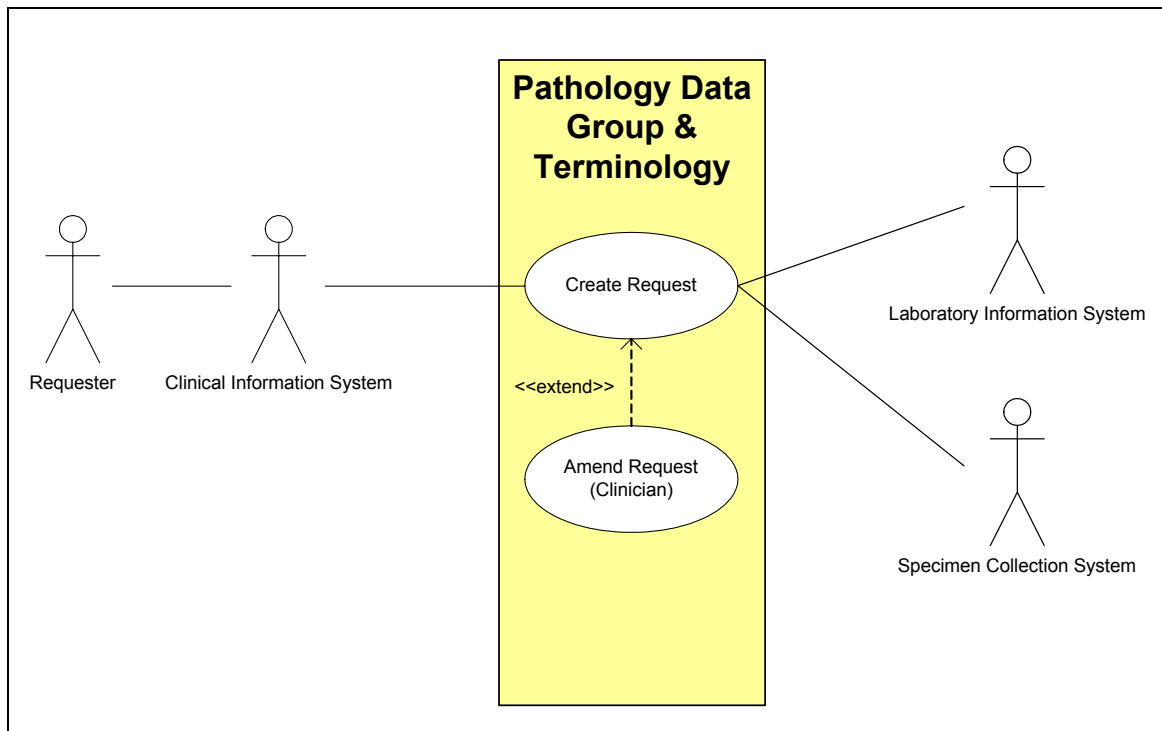 Pathology Data
Group &
Terminology
Create Request
<<extend>>
Amend Request
(Clinician)
Requester
Clinical Information System
Laboratory Information System
Specimen Collection System